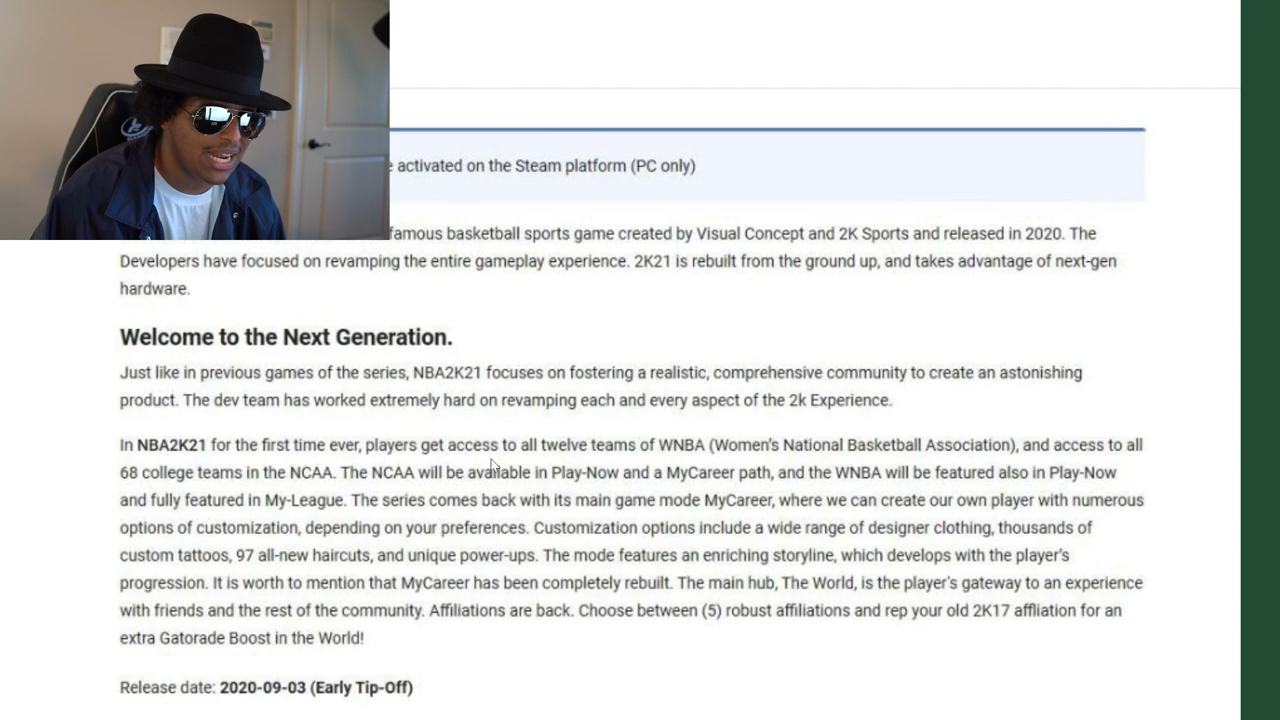 activated on the Steam platform (PC only)
famous basketball sports game created by Visual Concept and 2K Sports and released in 2020. The
Developers have focused on revamping the entire gameplay experience. 2K21 is rebuilt from the ground up, and takes advantage of next-gen
hardware.
Welcome to the Next Generation.
Just like in previous games of the series, NBA2K21 focuses on fostering a realistic, comprehensive community to create an astonishing
product. The dev team has worked extremely hard on revamping each and every aspect of the 2k Experience.
In NBA2K21 for the first time ever, players get access to all twelve teams of WNBA (Women's National Basketball Association), and access to all
68 college teams in the NCAA. The NCAA will be available in Play-Now and a MyCareer path, and the WNBA will be featured also in Play-Now
and fully featured in My-League. The series comes back with its main game mode MyCareer, where we can create our own player with numerous
options of customization, depending on your preferences. Customization options include a wide range of designer clothing, thousands of
custom tattoos, 97 all-new haircuts, and unique power-ups. The mode features an enriching storyline, which develops with the player's
progression. It is worth to mention that MyCareer has been completely rebuilt. The main hub, The World, is the player's gateway to an experience
with friends and the rest of the community. Affiliations are back. Choose between (5) robust affiliations and rep your old 2K17 affliation for an
extra Gatorade Boost in the World!
Release date: 2020-09-03 (Early Tip-Off)